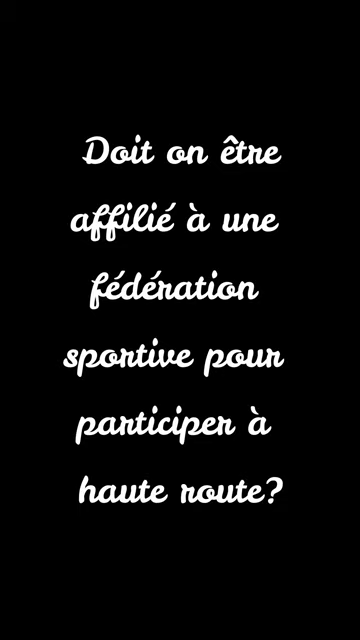 Doit on être
affilié à une
fédération
sportive pour
participer à
haute route?